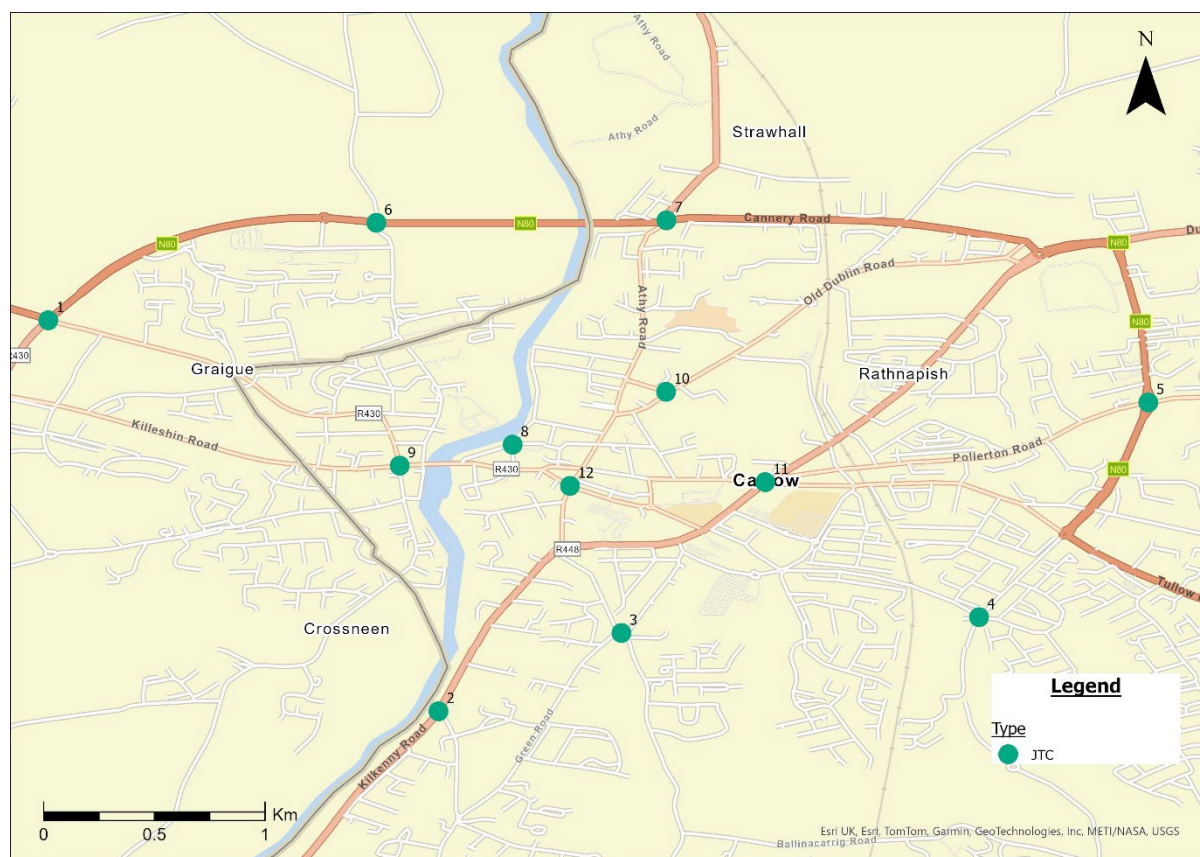 Athy Road
N
Strawhall
Athy Road
6
7
N80
Cannery Road
N80
Du
N80
Old Dublin Road
1
Athy Road
N80
R430
Graigue
Rathnapish
10
5
R430
Killeshin Road
8
9
Pollerton Road
R430
12
11
N80
R448
Tullow
Crossneen
3
4
Legend
2
Type
JTC
Green Road
Kilkenny Road
Km
0
0.5
1
Esri UK, Esri, TomTom, Garmin, GeoTechnologies, Inc, METI/NASA, USGS
Ballinacarrig Road